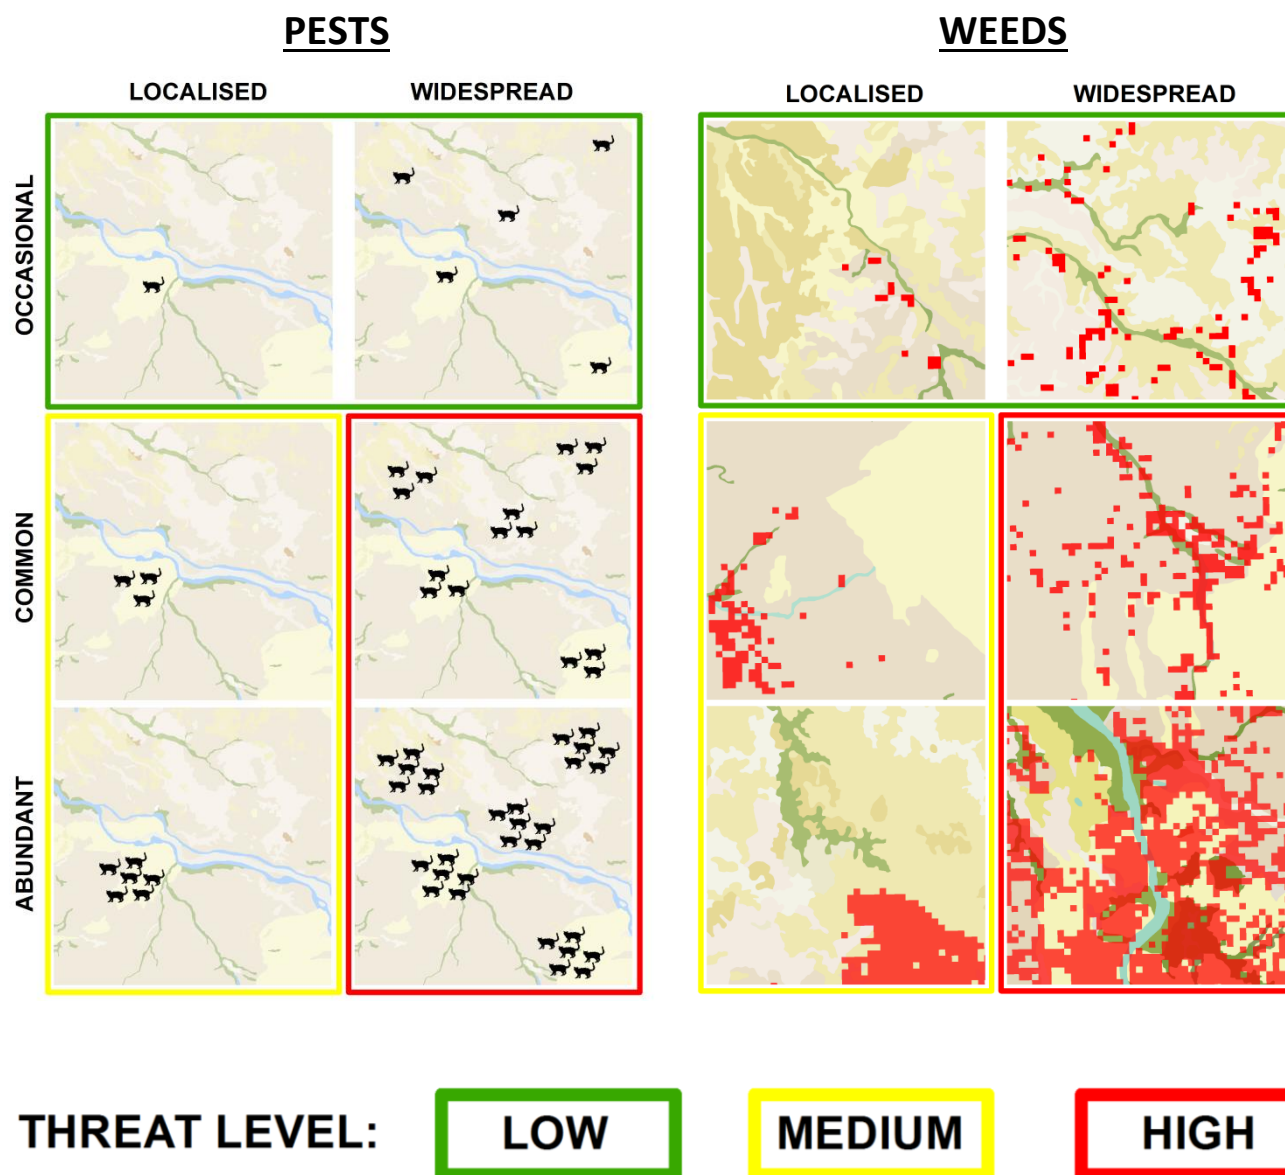 PESTS
WEEDS
LOCALISED
WIDESPREAD
LOCALISED
WIDESPREAD
OCCASIONAL
COMMON
ABUNDANT
THREAT LEVEL:
LOW
MEDIUM
HIGH